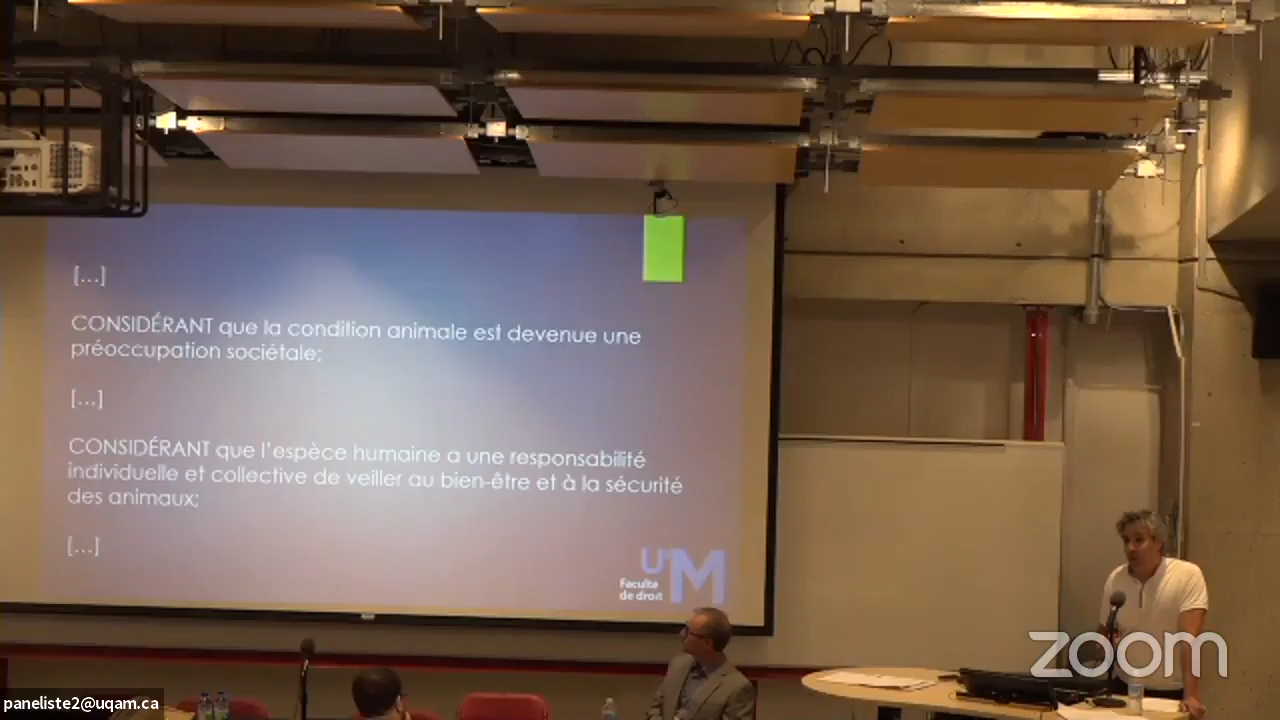 [...]
CONSIDÉRANT que la condition animale est devenue une
préoccupation sociétale;
[...]
CONSIDÉRANT que l'espèce humaine a une responsabilité
individuelle et collective de veiller au bien-être et à la sécurité
des animaux;
[...]
U M
Faculté
de droit
zoom
paneliste2@uqam.ca